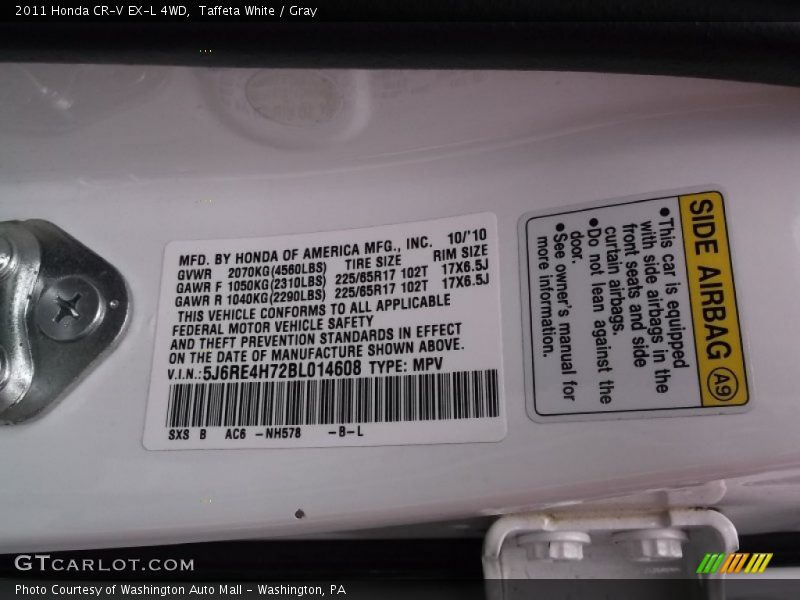 2011 Honda CR-V EX-L 4WD, Taffeta White / Gray
MFD. BY HONDA OF AMERICA MFG., INC. 10/'10
GVWR 2070KG(4560LBS) TIRE SIZE RIM SIZE
GAWR F 1050KG(2310LBS) 225/65R17 102T 17X6.5J
GAWR R 1040KG(2290LBS) 225/65R17 102T 17X6.5J
THIS VEHICLE CONFORMS TO ALL APPLICABLE
FEDERAL MOTOR VEHICLE SAFETY
AND THEFT PREVENTION STANDARDS IN EFFECT
ON THE DATE OF MANUFACTURE SHOWN ABOVE.
V.I.N.:5J6RE4H72BL014608 TYPE: MPV
SXS B AC6 -NH578 -B-L
SIDE AIRBAG A9
•This car is equipped
with side airbags in the
front seats and side
curtain airbags.
•Do not lean against the
door.
•See owner's manual for
more information.
GTCARLOT.COM
Photo Courtesy of Washington Auto Mall - Washington, PA